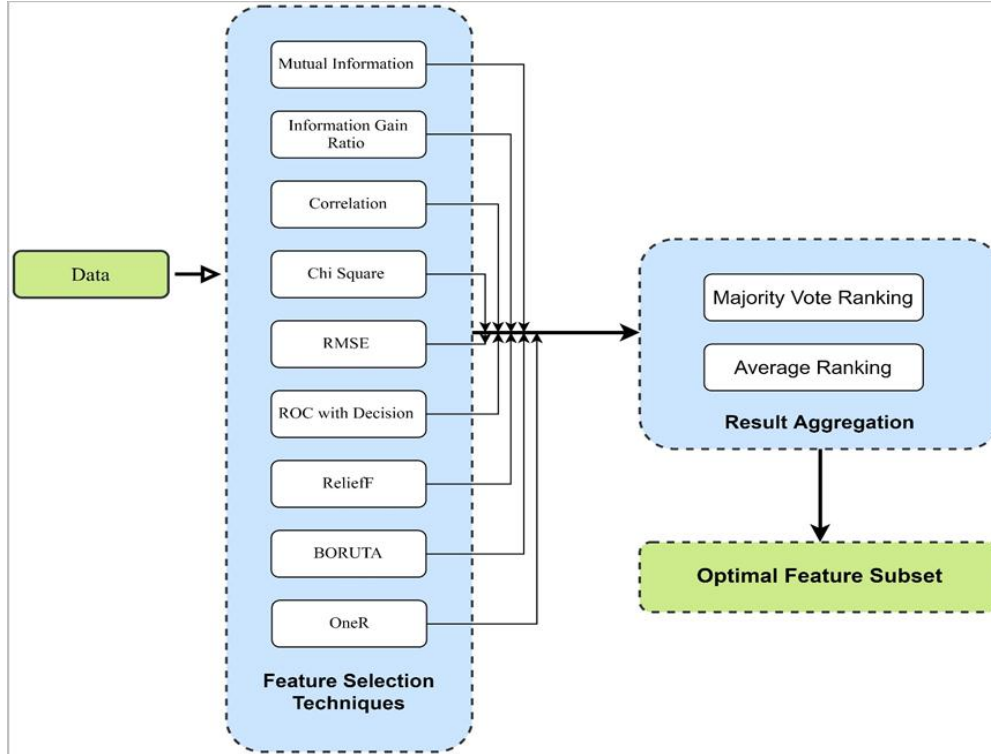 Mutual Information
Information Gain
Ratio
Correlation
Chi Square
RMSE
ROC with Decision
ReliefF
BORUTA
OneR
Feature Selection
Techniques
Data
Majority Vote Ranking
Average Ranking
Result Aggregation
Optimal Feature Subset